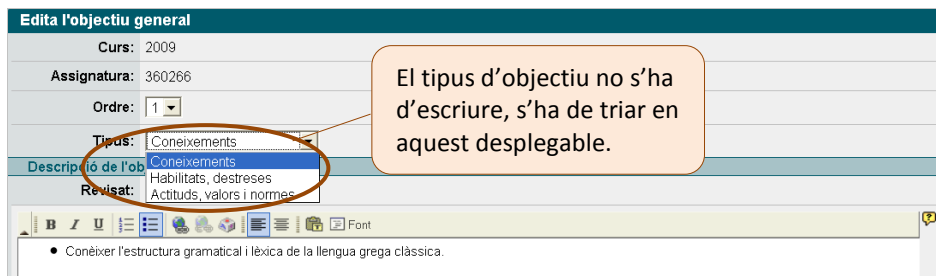 Edita l'objectiu general
Curs: 2009
Assignatura: 360266
Ordre: 1
Tipus: Coneixements
Coneixements
Habilitats, destreses
Actituds, valors i normes
Descripció de l'ob
Revisat:
El tipus d’objectiu no s’ha
d’escriure, s’ha de triar en
aquest desplegable.
B I U Font
Conèixer l'estructura gramatical i lèxica de la llengua grega clàssica.